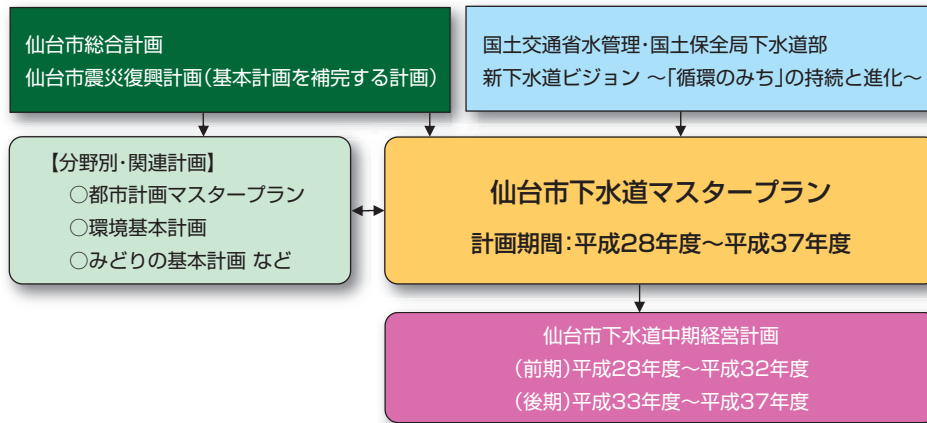 仙台市総合計画
仙台市震災復興計画(基本計画を補完する計画)
国土交通省水管理・国土保全局下水道部
新下水道ビジョン ～「循環のみち」の持続と進化～
【分野別・関連計画】
○都市計画マスタープラン
○環境基本計画
○みどりの基本計画 など
仙台市下水道マスタープラン
計画期間:平成28年度～平成37年度
仙台市下水道中期経営計画
(前期)平成28年度～平成32年度
(後期)平成33年度～平成37年度